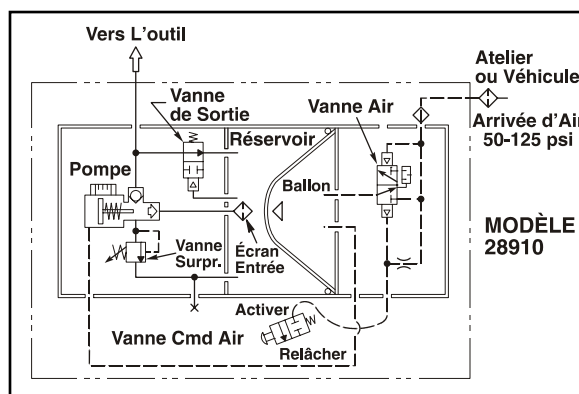 Vers L'outil
Atelier
ou Véhicule
Vanne
de Sortie
Vanne Air
Arrivée d'Air
50-125 psi
Réservoir
Pompe
Ballon
MODÈLE
28910
Écran
Entrée
Vanne
Surpr.
Activer
Vanne Cmd Air
Relâcher